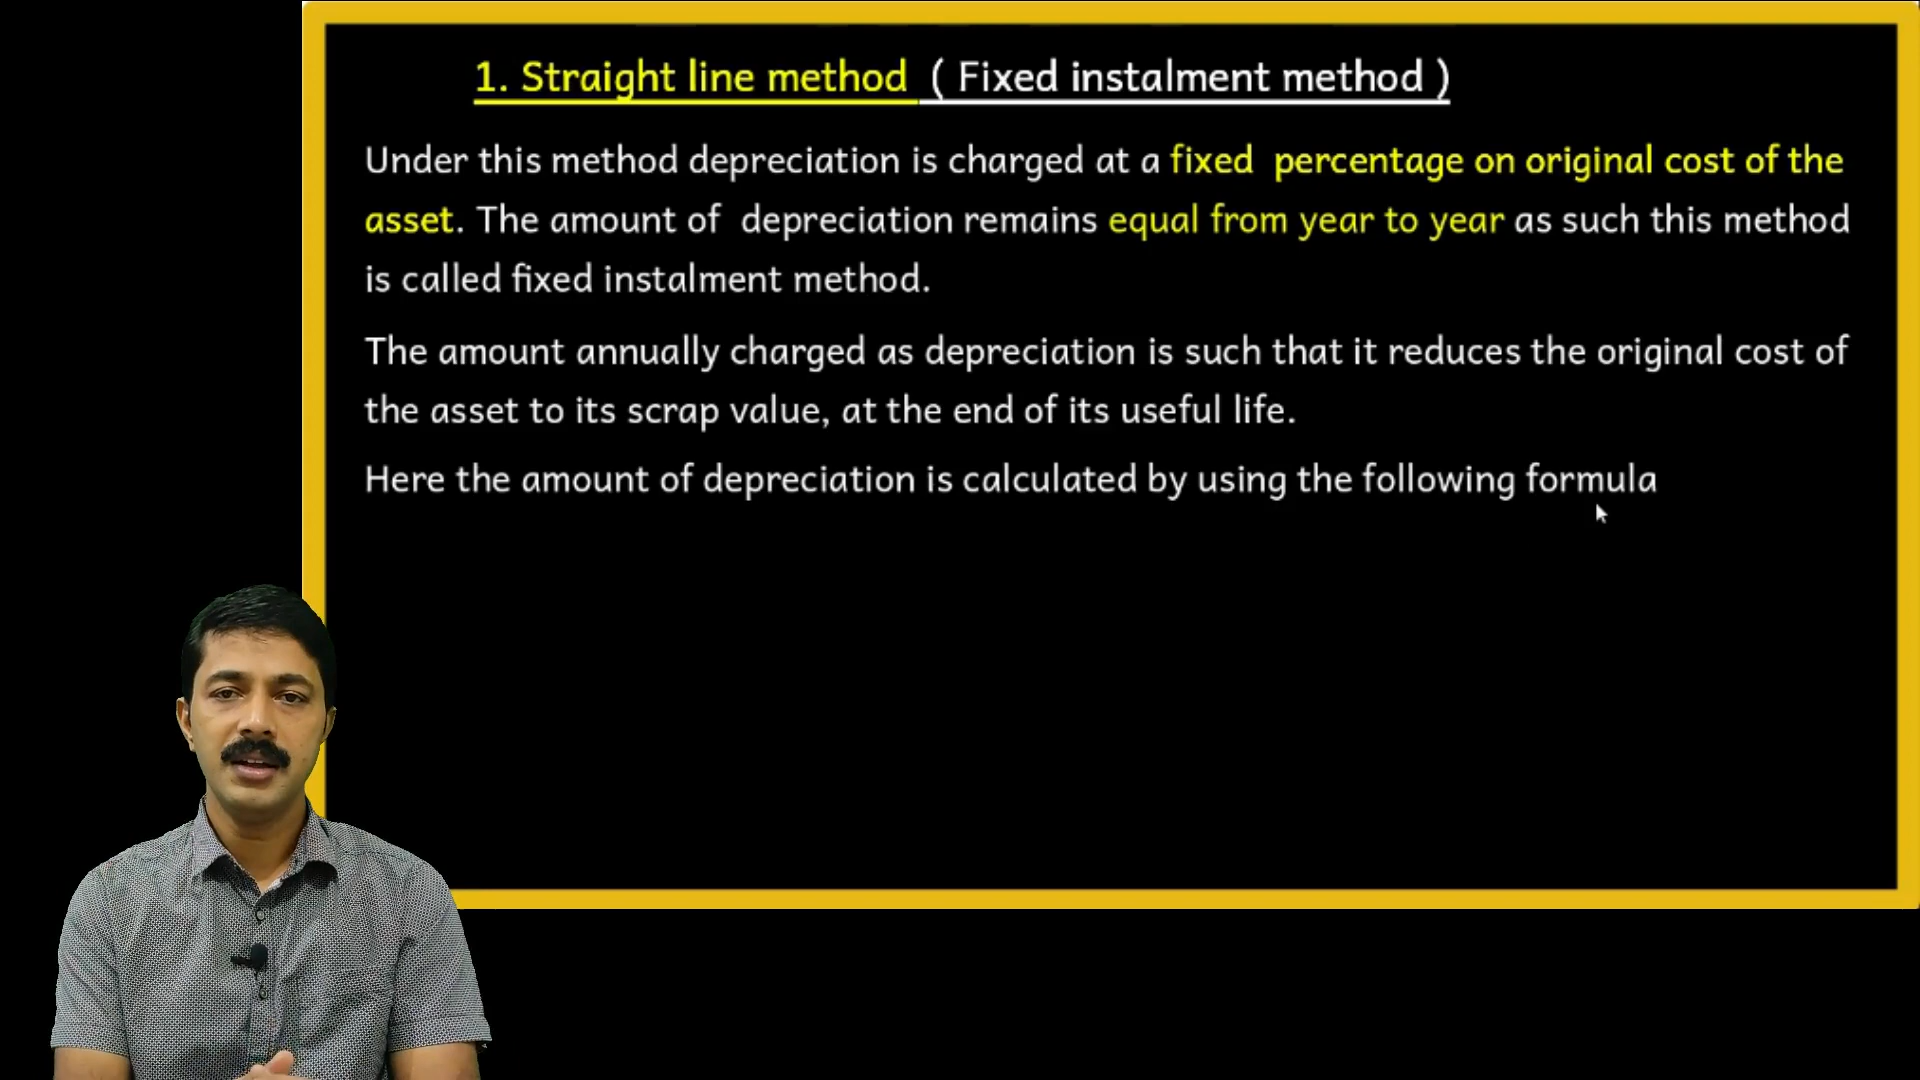 1. Straight line method ( Fixed instalment method )
Under this method depreciation is charged at a fixed percentage on original cost of the
asset. The amount of depreciation remains equal from year to year as such this method
is called fixed instalment method.
The amount annually charged as depreciation is such that it reduces the original cost of
the asset to its scrap value, at the end of its useful life.
Here the amount of depreciation is calculated by using the following formula